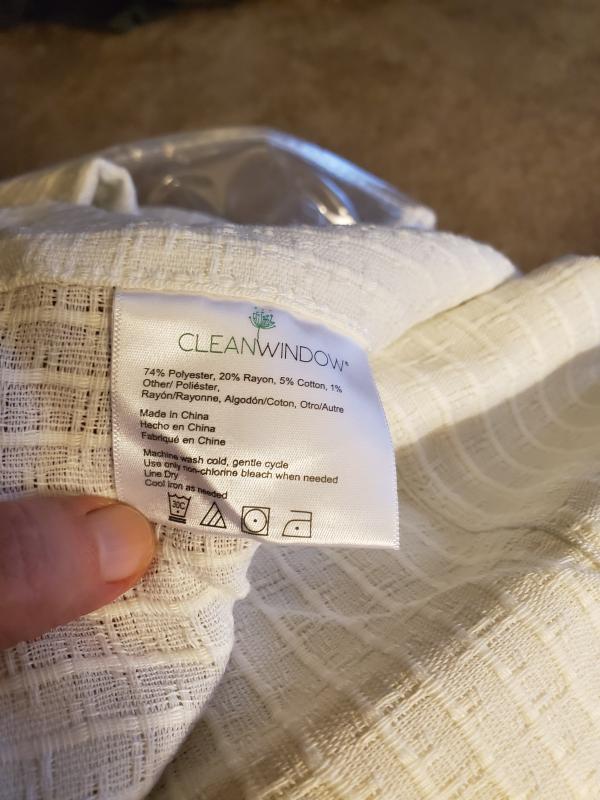 CLEANWINDOW®
74% Polyester, 20% Rayon, 5% Cotton, 1%
Other/ Poliéster,
Rayón/Rayonne, Algodón/Coton, Otro/Autre
Made in China
Hecho en China
Fabriqué en Chine
Machine wash cold, gentle cycle
Use only non-chlorine bleach when needed
Line Dry
Cool iron as needed
30C